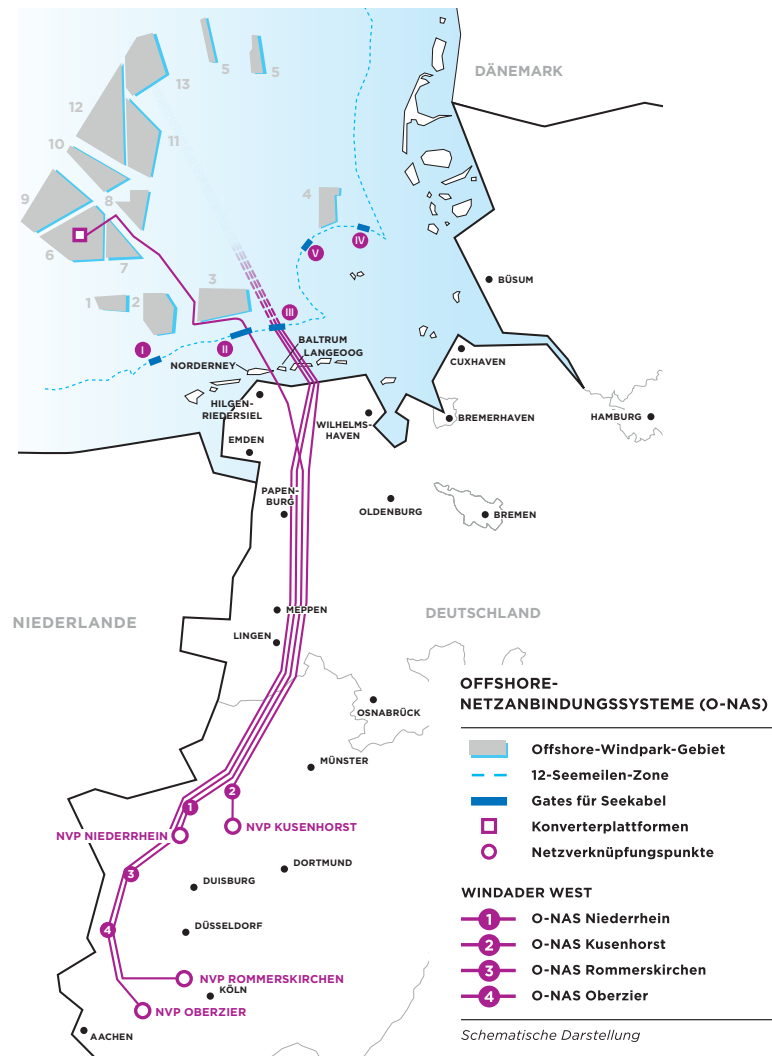 DÄNEMARK
5
5
13
12
11
10
9
8
4
6
7
IV
V
3
1
2
III
I
II
BÜSUM
BALTRUM
LANGEOOG
NORDERNEY
CUXHAVEN
HILGEN-
RIEDERSIEL
WILHELMS-
HAVEN
BREMERHAVEN
HAMBURG
EMDEN
PAPEN-
BURG
OLDENBURG
BREMEN
NIEDERLANDE
MEPPEN
DEUTSCHLAND
LINGEN
OSNABRÜCK
MÜNSTER
2
1
NVP NIEDERRHEIN
NVP KUSENHORST
3
DORTMUND
DUISBURG
4
DÜSSELDORF
NVP ROMMERSKIRCHEN
KÖLN
NVP OBERZIER
AACHEN
OFFSHORE-
NETZANBINDUNGSSYSTEME (O-NAS)
Offshore-Windpark-Gebiet
12-Seemeilen-Zone
Gates für Seekabel
Konverterplattformen
Netzverknüpfungspunkte
WINDADER WEST
1 O-NAS Niederrhein
2 O-NAS Kusenhorst
3 O-NAS Rommerskirchen
4 O-NAS Oberzier
Schematische Darstellung